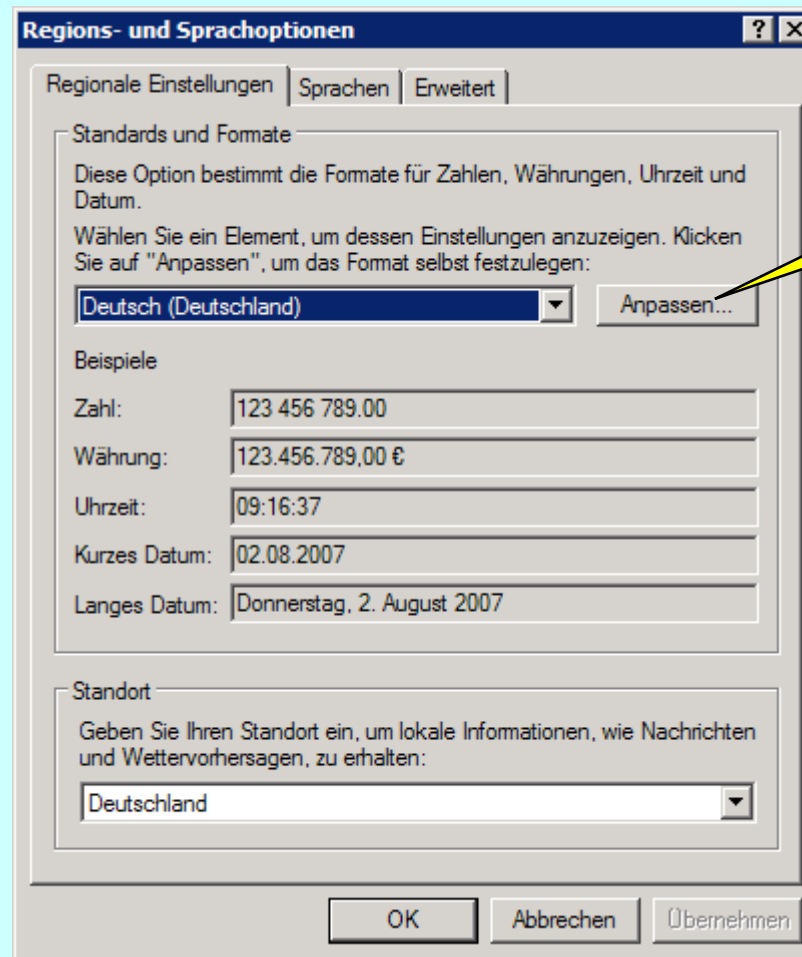 Regions- und Sprachoptionen
Regionale Einstellungen Sprachen Erweitert
Standards und Formate
Diese Option bestimmt die Formate für Zahlen, Währungen, Uhrzeit und
Datum.
Wählen Sie ein Element, um dessen Einstellungen anzuzeigen. Klicken
Sie auf "Anpassen", um das Format selbst festzulegen:
Deutsch (Deutschland) Anpassen...
Beispiele
Zahl: 123 456 789.00
Währung: 123.456.789,00 €
Uhrzeit: 09:16:37
Kurzes Datum: 02.08.2007
Langes Datum: Donnerstag, 2. August 2007
Standort
Geben Sie Ihren Standort ein, um lokale Informationen, wie Nachrichten
und Wettervorhersagen, zu erhalten:
Deutschland
OK Abbrechen Übernehmen